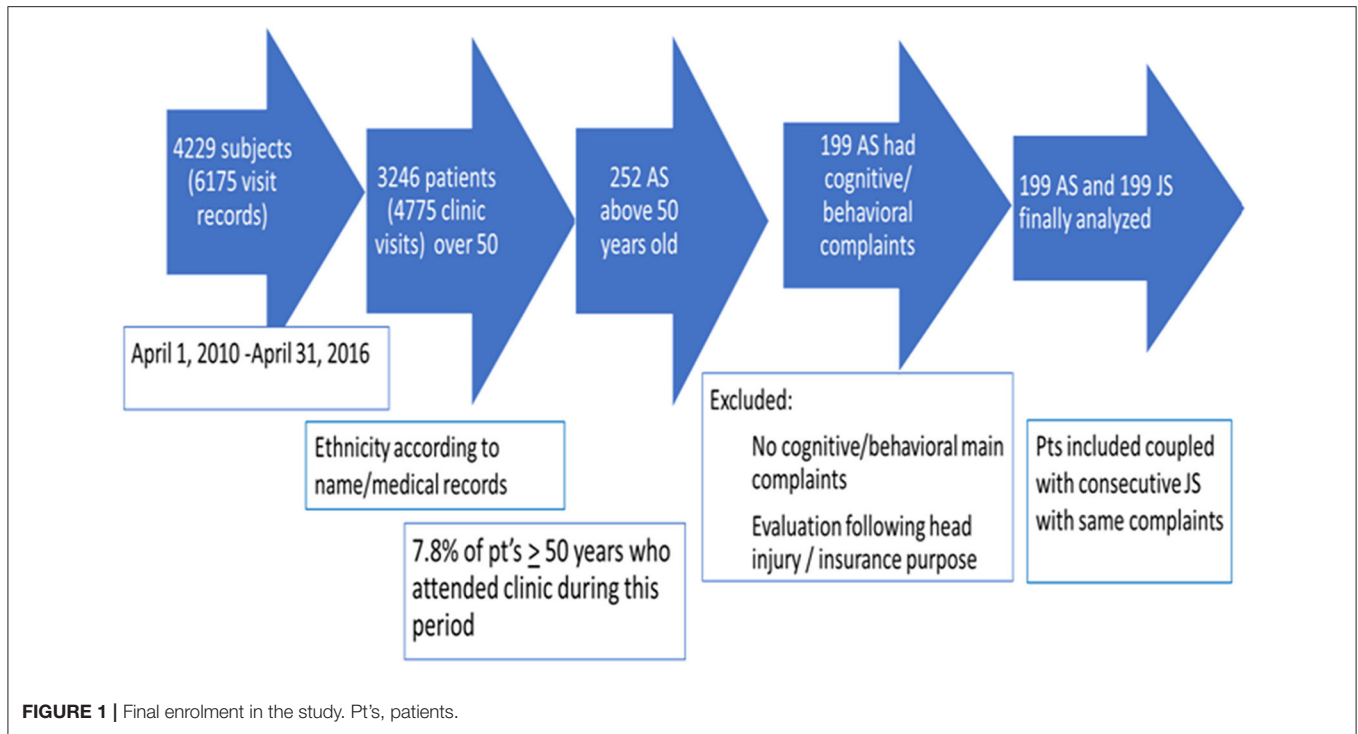 4229 subjects
(6175 visit
records)
3246 patients
(4775 clinic
visits) over 50
252 AS
above 50
years old
199 AS had
cognitive/
behavioral
complaints
199 AS and 199 JS
finally analyzed
April 1, 2010 -April 31, 2016
Ethnicity according to
name/medical records
7.8% of pt's ≥ 50 years who
attended clinic during this
period
Excluded:
No cognitive/behavioral main
complaints
Evaluation following head
injury / insurance purpose
Pts included coupled
with consecutive JS
with same complaints
FIGURE 1 | Final enrolment in the study. Pt's, patients.